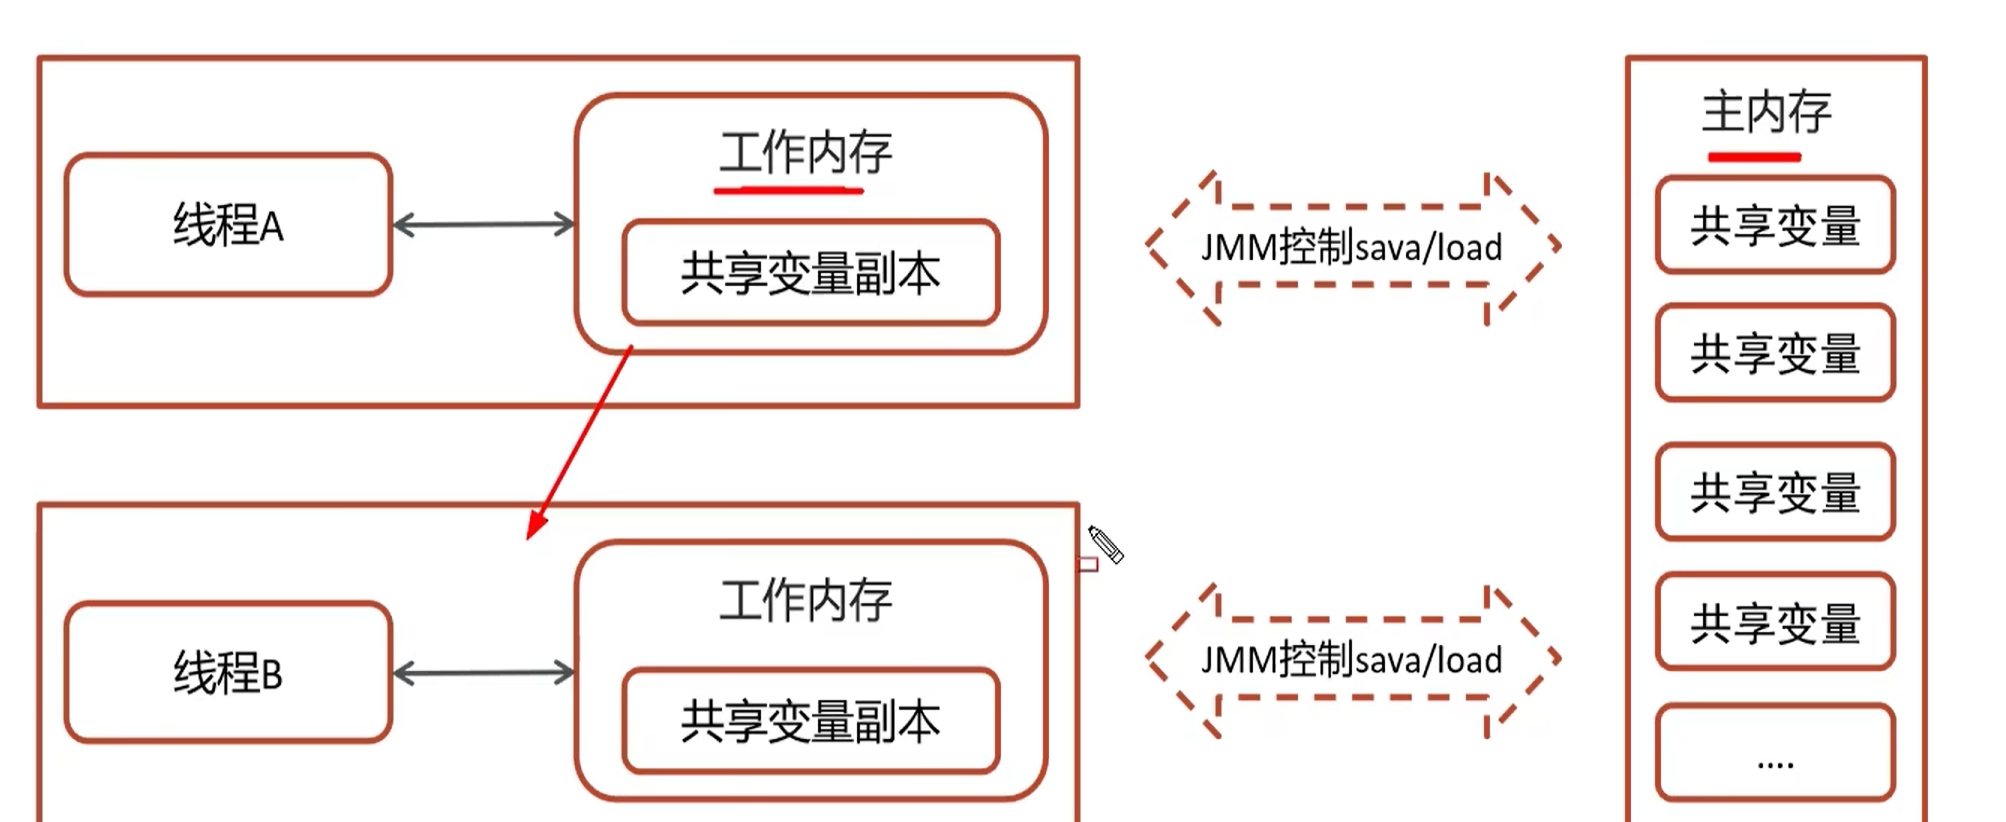 工作内存
线程A
共享变量副本
JMM控制sava/load
工作内存
线程B
共享变量副本
JMM控制sava/load
主内存
共享变量
共享变量
共享变量
共享变量
....